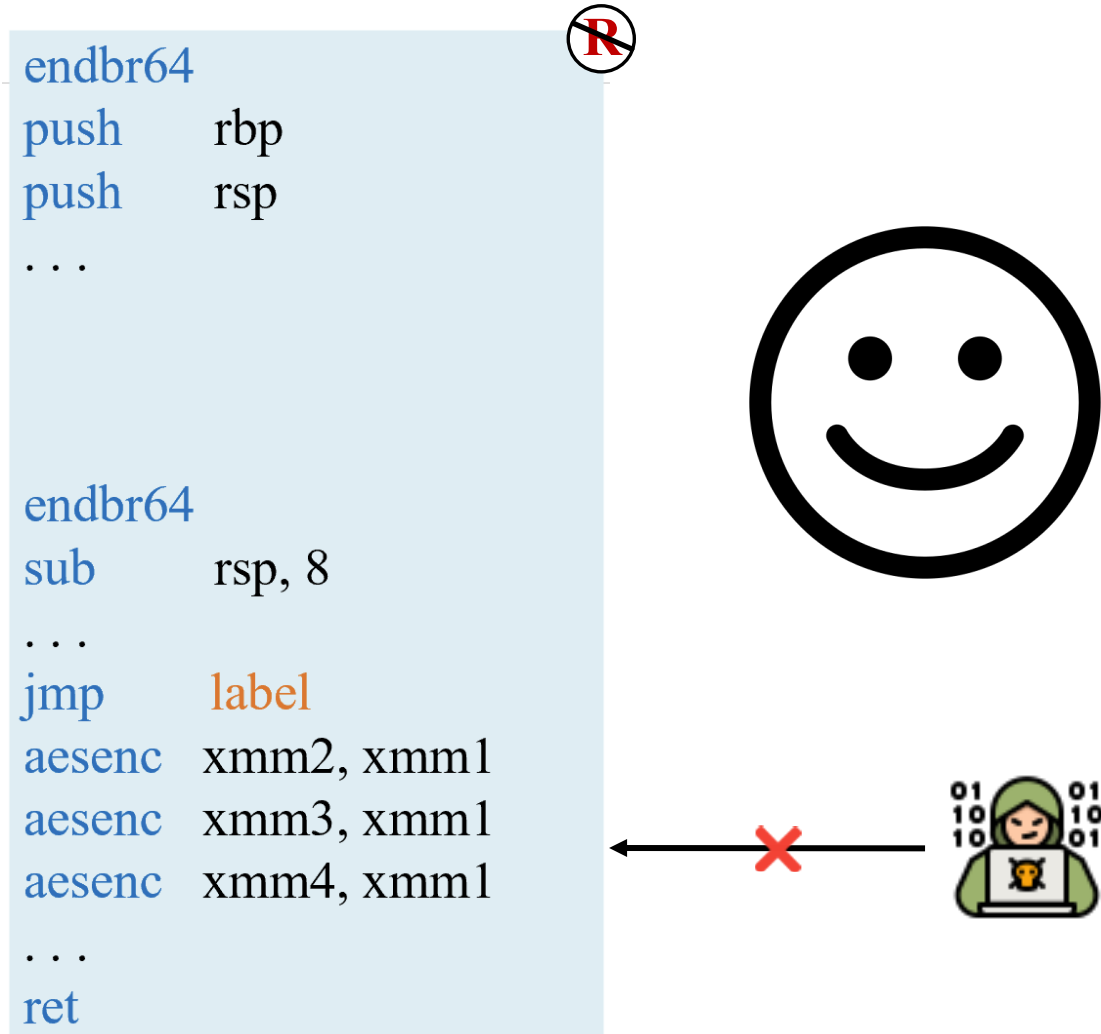 R
endbr64
push rbp
push rsp
. . .
endbr64
sub rsp, 8
. . .
jmp label
aesenc xmm2, xmm1
aesenc xmm3, xmm1
aesenc xmm4, xmm1
. . .
ret
01 01
10 10
10 01